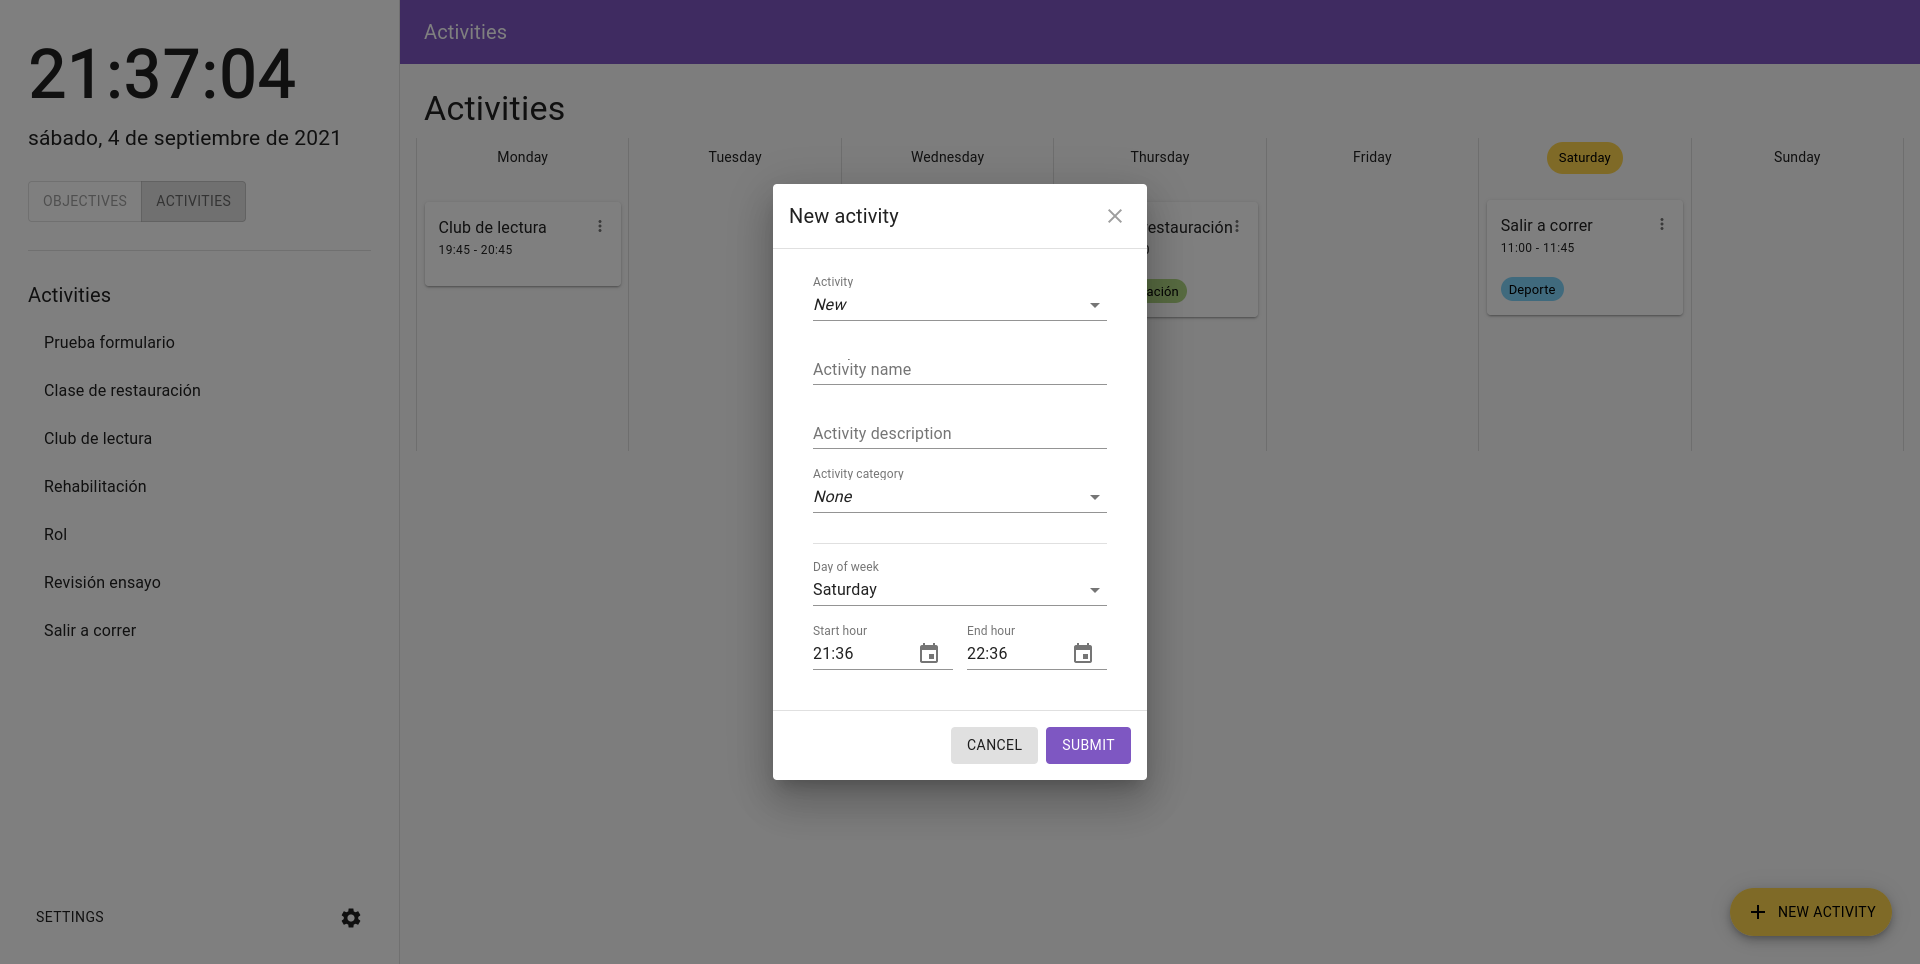 21:37:04
sábado, 4 de septiembre de 2021
OBJECTIVES ACTIVITIES
Activities
Prueba formulario
Clase de restauración
Club de lectura
Rehabilitación
Rol
Revisión ensayo
Salir a correr
SETTINGS
Activities
Activities
Monday Tuesday Wednesday Thursday Friday Saturday Sunday
Club de lectura
19:45 - 20:45
estauración
ación
Salir a correr
11:00 - 11:45
Deporte
New activity
Activity
New
Activity name
Activity description
Activity category
None
Day of week
Saturday
Start hour End hour
21:36 22:36
CANCEL SUBMIT
NEW ACTIVITY